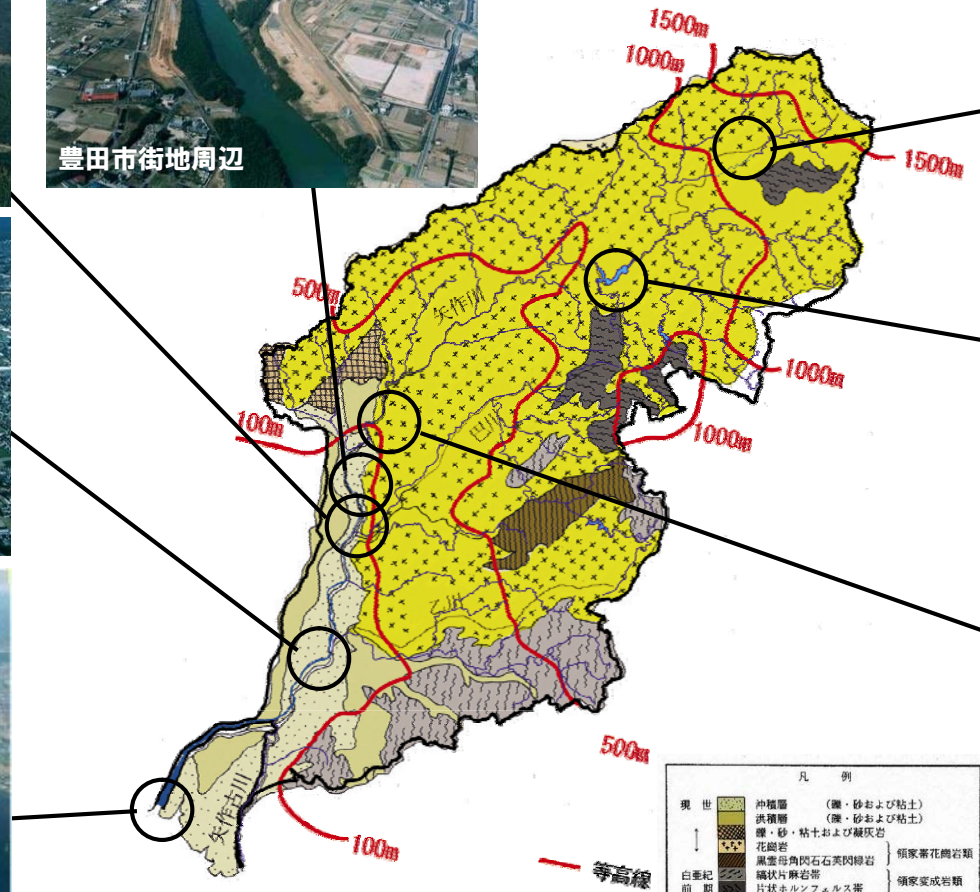 豊田市街地周辺
1500m
1000m
1500m
500m
矢作川
1000m
100m
巴川
1000m
乙川
500m
矢作古川
100m
等高線
凡 例
現 世
沖積層 (礫・砂および粘土)
洪積層 (礫・砂および粘土)
礫・砂・粘土および凝灰岩
花崗岩
黒雲母角閃石石英閃緑岩
領家帯花崗岩類
白亜紀
前 期
縞状片麻岩帯
片状ホルンフェルス帯
領家変成岩類